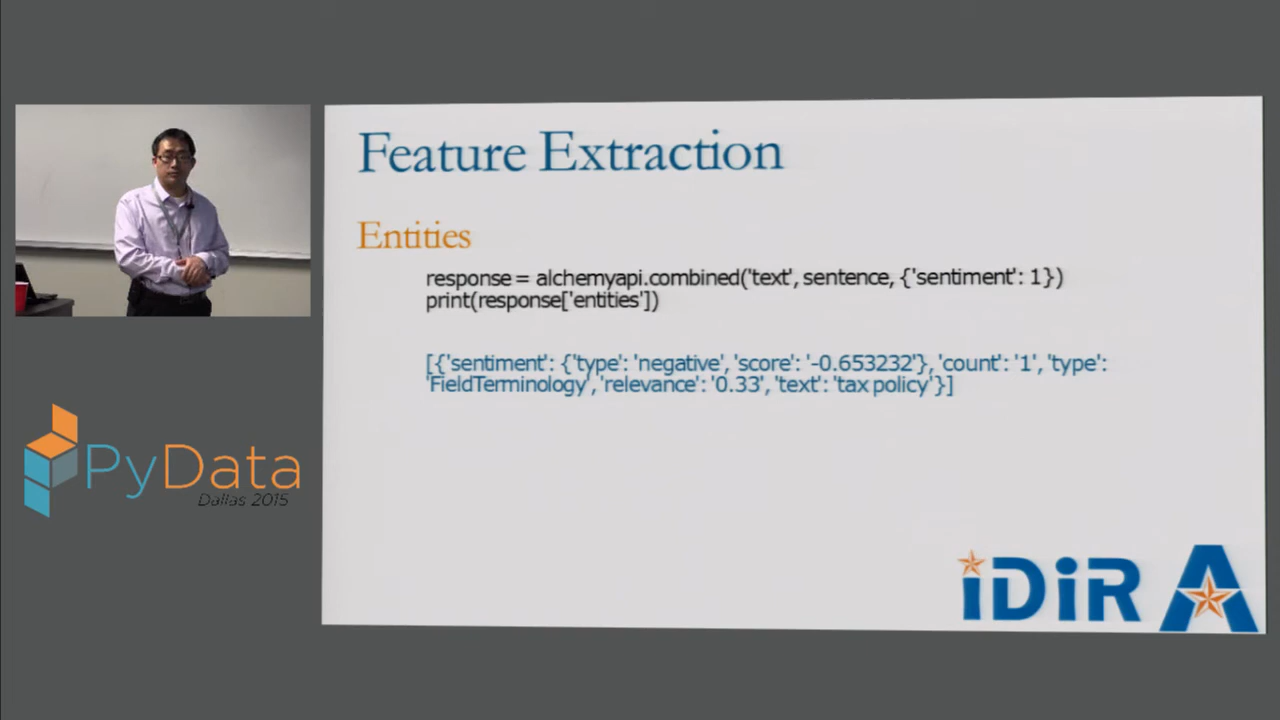 Feature Extraction
Entities
response = alchemyapi.combined('text', sentence, {'sentiment': 1})
print(response['entities'])
[{'sentiment': {'type': 'negative', 'score': '-0.653232'}, 'count': '1', 'type':
'FieldTerminology', 'relevance': '0.33', 'text': 'tax policy'}]
PyData
Dallas 2015
iDiR A